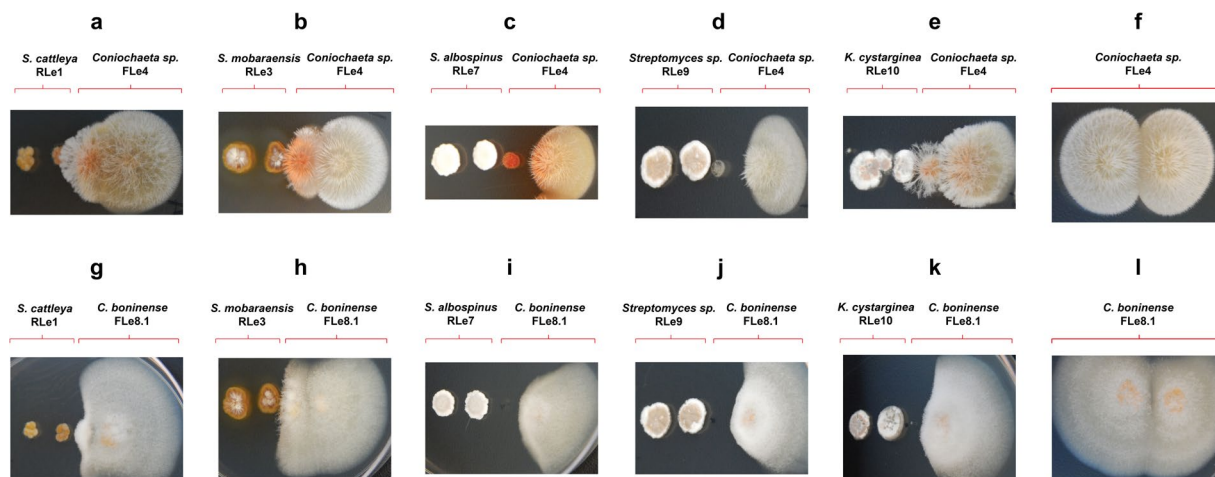 a b c d e f
S. cattleya Coniochaeta sp. S. mobaraensis Coniochaeta sp. S. albospinus Coniochaeta sp. Streptomyces sp. Coniochaeta sp. K. cystarginea Coniochaeta sp. Coniochaeta sp.
RLe1 FLe4 RLe3 FLe4 RLe7 FLe4 RLe9 FLe4 RLe10 FLe4 FLe4
g h i j k l
S. cattleya C. boninense S. mobaraensis C. boninense S. albospinus C. boninense Streptomyces sp. C. boninense K. cystarginea C. boninense C. boninense
RLe1 FLe8.1 RLe3 FLe8.1 RLe7 FLe8.1 RLe9 FLe8.1 RLe10 FLe8.1 FLe8.1